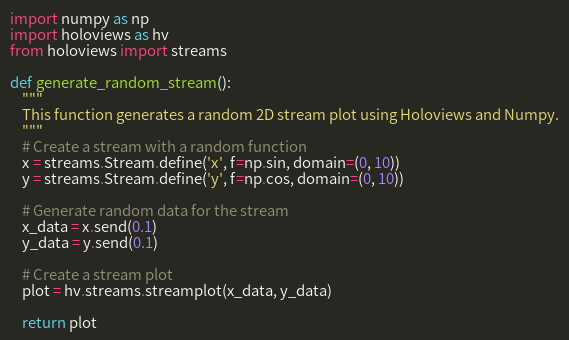 import numpy as np
import holoviews as hv
from holoviews import streams

def generate_random_stream():
    """
    This function generates a random 2D stream plot using Holoviews and Numpy.
    """
    # Create a stream with a random function
    x = streams.Stream.define('x', f=np.sin, domain=(0, 10))
    y = streams.Stream.define('y', f=np.cos, domain=(0, 10))

    # Generate random data for the stream
    x_data = x.send(0.1)
    y_data = y.send(0.1)

    # Create a stream plot
    plot = hv.streams.streamplot(x_data, y_data)

    return plot